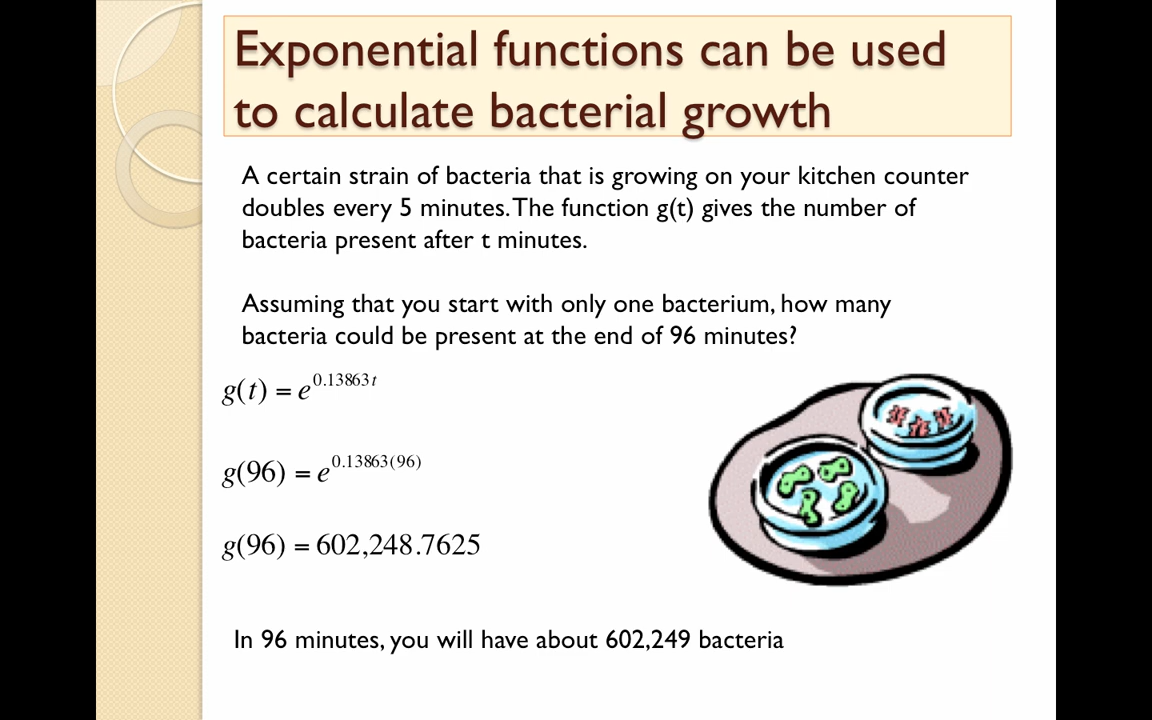 Exponential functions can be used
to calculate bacterial growth
A certain strain of bacteria that is growing on your kitchen counter
doubles every 5 minutes. The function g(t) gives the number of
bacteria present after t minutes.
Assuming that you start with only one bacterium, how many
bacteria could be present at the end of 96 minutes?
g(t) = e^{0.13863t}
g(96) = e^{0.13863(96)}
g(96) = 602,248.7625
In 96 minutes, you will have about 602,249 bacteria